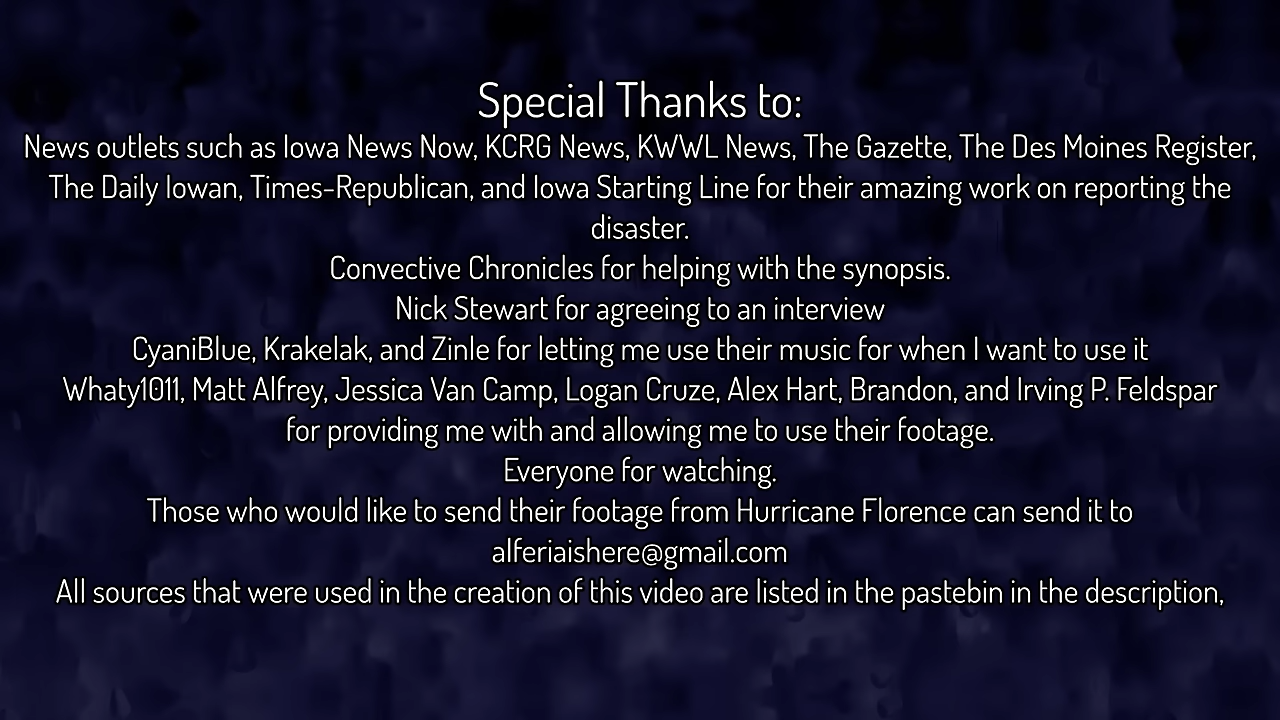 Special Thanks to:
News outlets such as Iowa News Now, KCRG News, KWWL News, The Gazette, The Des Moines Register,
The Daily Iowan, Times-Republican, and Iowa Starting Line for their amazing work on reporting the
disaster.
Convective Chronicles for helping with the synopsis.
Nick Stewart for agreeing to an interview
CyaniBlue, Krakelak, and Zinle for letting me use their music for when I want to use it
Whaty1011, Matt Alfrey, Jessica Van Camp, Logan Cruze, Alex Hart, Brandon, and Irving P. Feldspar
for providing me with and allowing me to use their footage.
Everyone for watching.
Those who would like to send their footage from Hurricane Florence can send it to
alferiaishere@gmail.com
All sources that were used in the creation of this video are listed in the pastebin in the description,